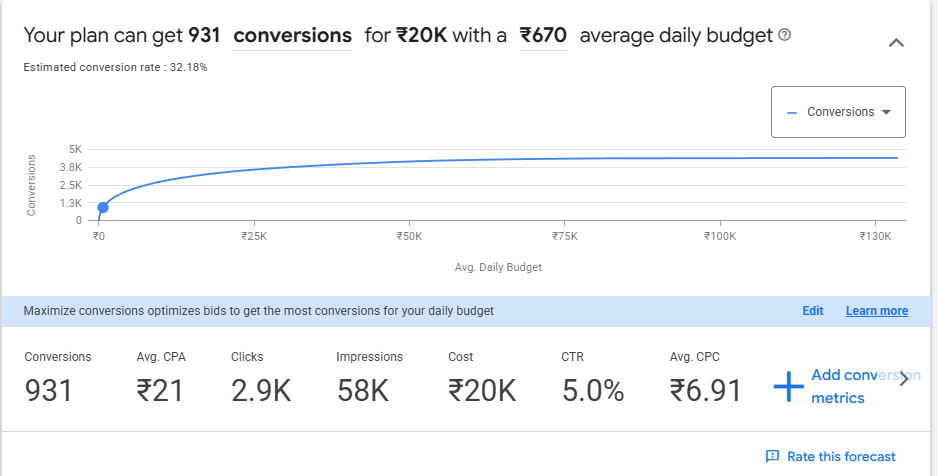 Your plan can get 931 conversions for ₹20K with a ₹670 average daily budget
Estimated conversion rate : 32.18%
Conversions
Conversions
5K
3.8K
2.5K
1.3K
0
₹0 ₹25K ₹50K ₹75K ₹100K ₹130K
Avg. Daily Budget
Maximize conversions optimizes bids to get the most conversions for your daily budget Edit Learn more
Conversions Avg. CPA Clicks Impressions Cost CTR Avg. CPC
931 ₹21 2.9K 58K ₹20K 5.0% ₹6.91
Add conversion
metrics
Rate this forecast